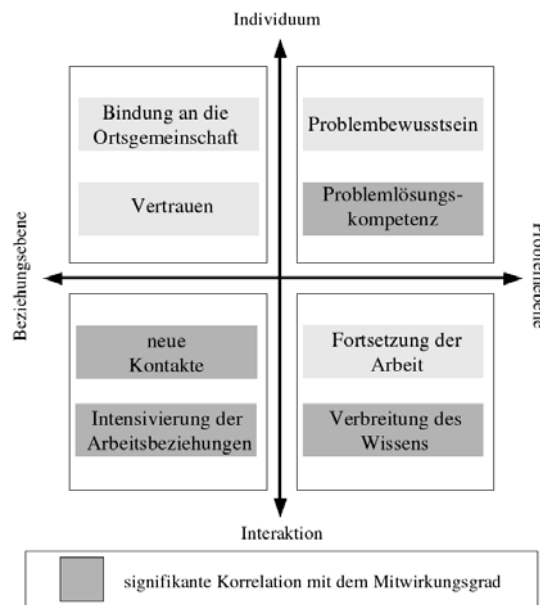 Individuum
Bindung an die
Ortsgemeinschaft
Vertrauen
Problembewusstsein
Problemlösungs-
kompetenz
Beziehungsebene
Problemebene
neue
Kontakte
Intensivierung der
Arbeitsbeziehungen
Fortsetzung der
Arbeit
Verbreitung des
Wissens
Interaktion
signifikante Korrelation mit dem Mitwirkungsgrad